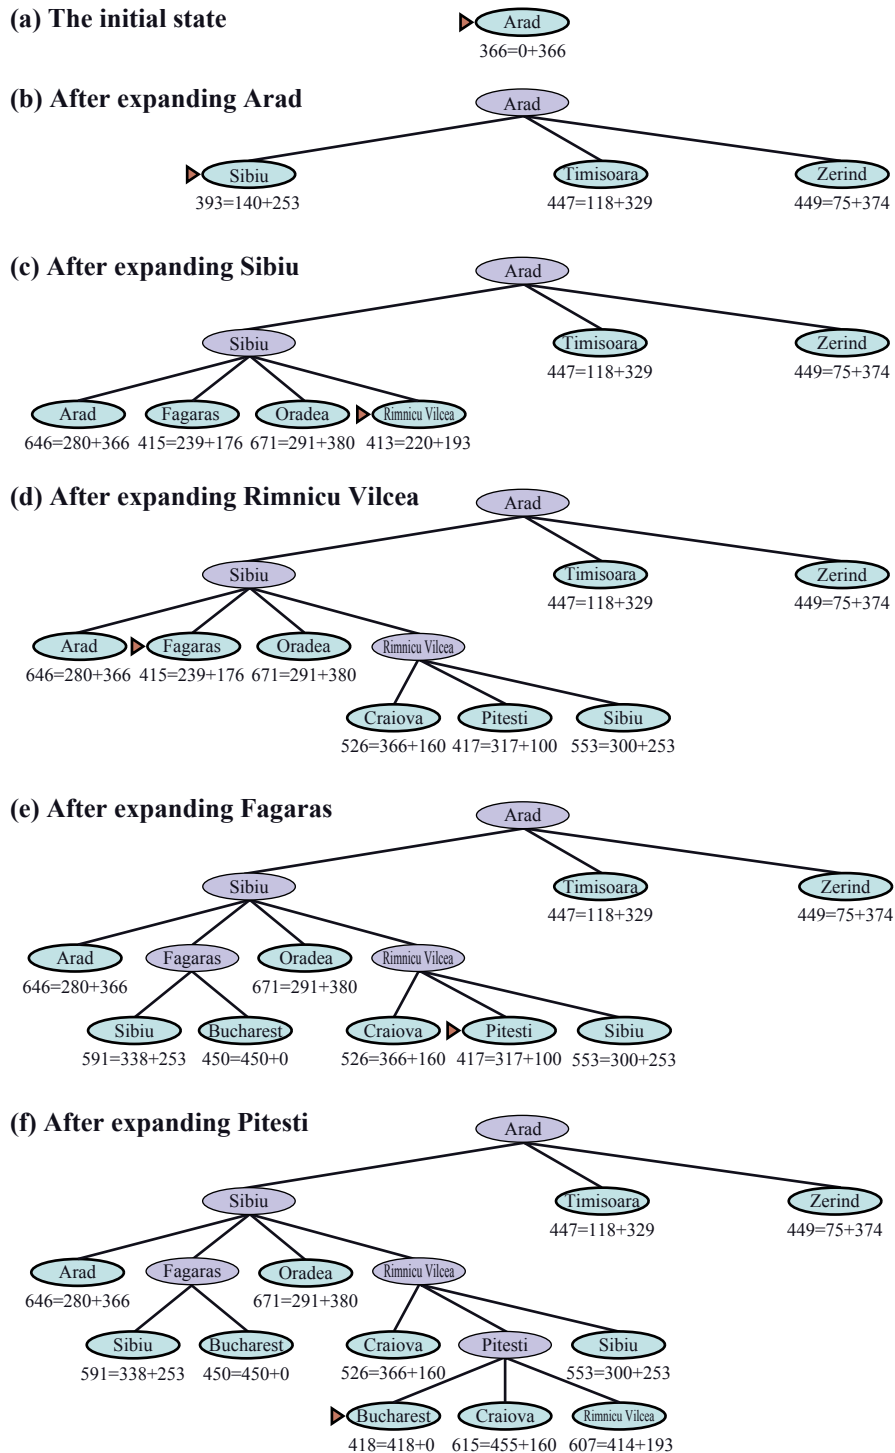 (a) The initial state
Arad
366=0+366
(b) After expanding Arad
Arad
Sibiu Timisoara Zerind
393=140+253 447=118+329 449=75+374
(c) After expanding Sibiu
Arad
Sibiu Timisoara Zerind
447=118+329 449=75+374
Arad Fagaras Oradea Rimnicu Vilcea
646=280+366 415=239+176 671=291+380 413=220+193
(d) After expanding Rimnicu Vilcea
Arad
Sibiu Timisoara Zerind
447=118+329 449=75+374
Arad Fagaras Oradea Rimnicu Vilcea
646=280+366 415=239+176 671=291+380
Craiova Pitesti Sibiu
526=366+160 417=317+100 553=300+253
(e) After expanding Fagaras
Arad
Sibiu Timisoara Zerind
447=118+329 449=75+374
Arad Fagaras Oradea Rimnicu Vilcea
646=280+366 671=291+380
Sibiu Bucharest Craiova Pitesti Sibiu
591=338+253 450=450+0 526=366+160 417=317+100 553=300+253
(f) After expanding Pitesti
Arad
Sibiu Timisoara Zerind
447=118+329 449=75+374
Arad Fagaras Oradea Rimnicu Vilcea
646=280+366 671=291+380
Sibiu Bucharest Craiova Pitesti Sibiu
591=338+253 450=450+0 526=366+160 553=300+253
Bucharest Craiova Rimnicu Vilcea
418=418+0 615=455+160 607=414+193